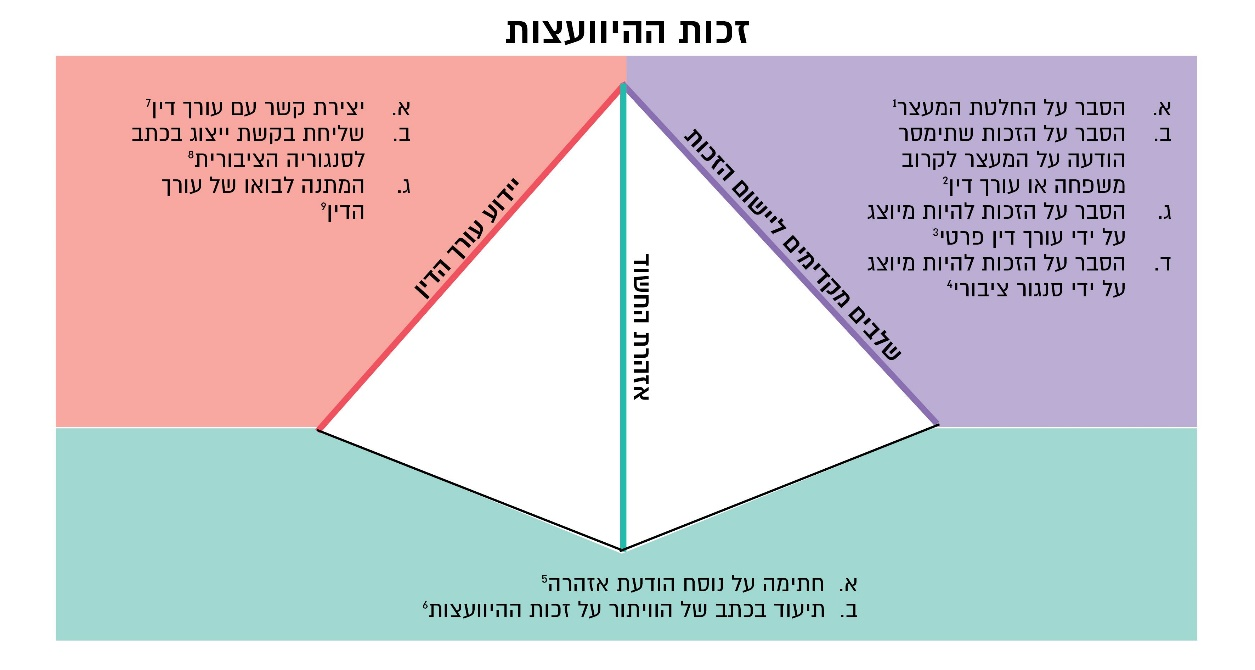 זכות ההיוועצות
א. הסבר על החלטת המעצר¹
ב. הסבר על הזכות שתימסר
הודעה על המעצר לקרוב
משפחה או עורך דין²
ג. הסבר על הזכות להיות מיוצג
על ידי עורך דין פרטי³
ד. הסבר על הזכות להיות מיוצג
על ידי סנגור ציבורי⁴
שלבים מקדימים ליישום הזכות
אזהרת החשוד
יידוע עורך הדין
א. יצירת קשר עם עורך דין⁷
ב. שליחת בקשת ייצוג בכתב
לסנגוריה הציבורית⁸
ג. המתנה לבואו של עורך
הדין⁹
א. חתימה על נוסח הודעת אזהרה⁵
ב. תיעוד בכתב של הוויתור על זכות ההיוועצות⁶